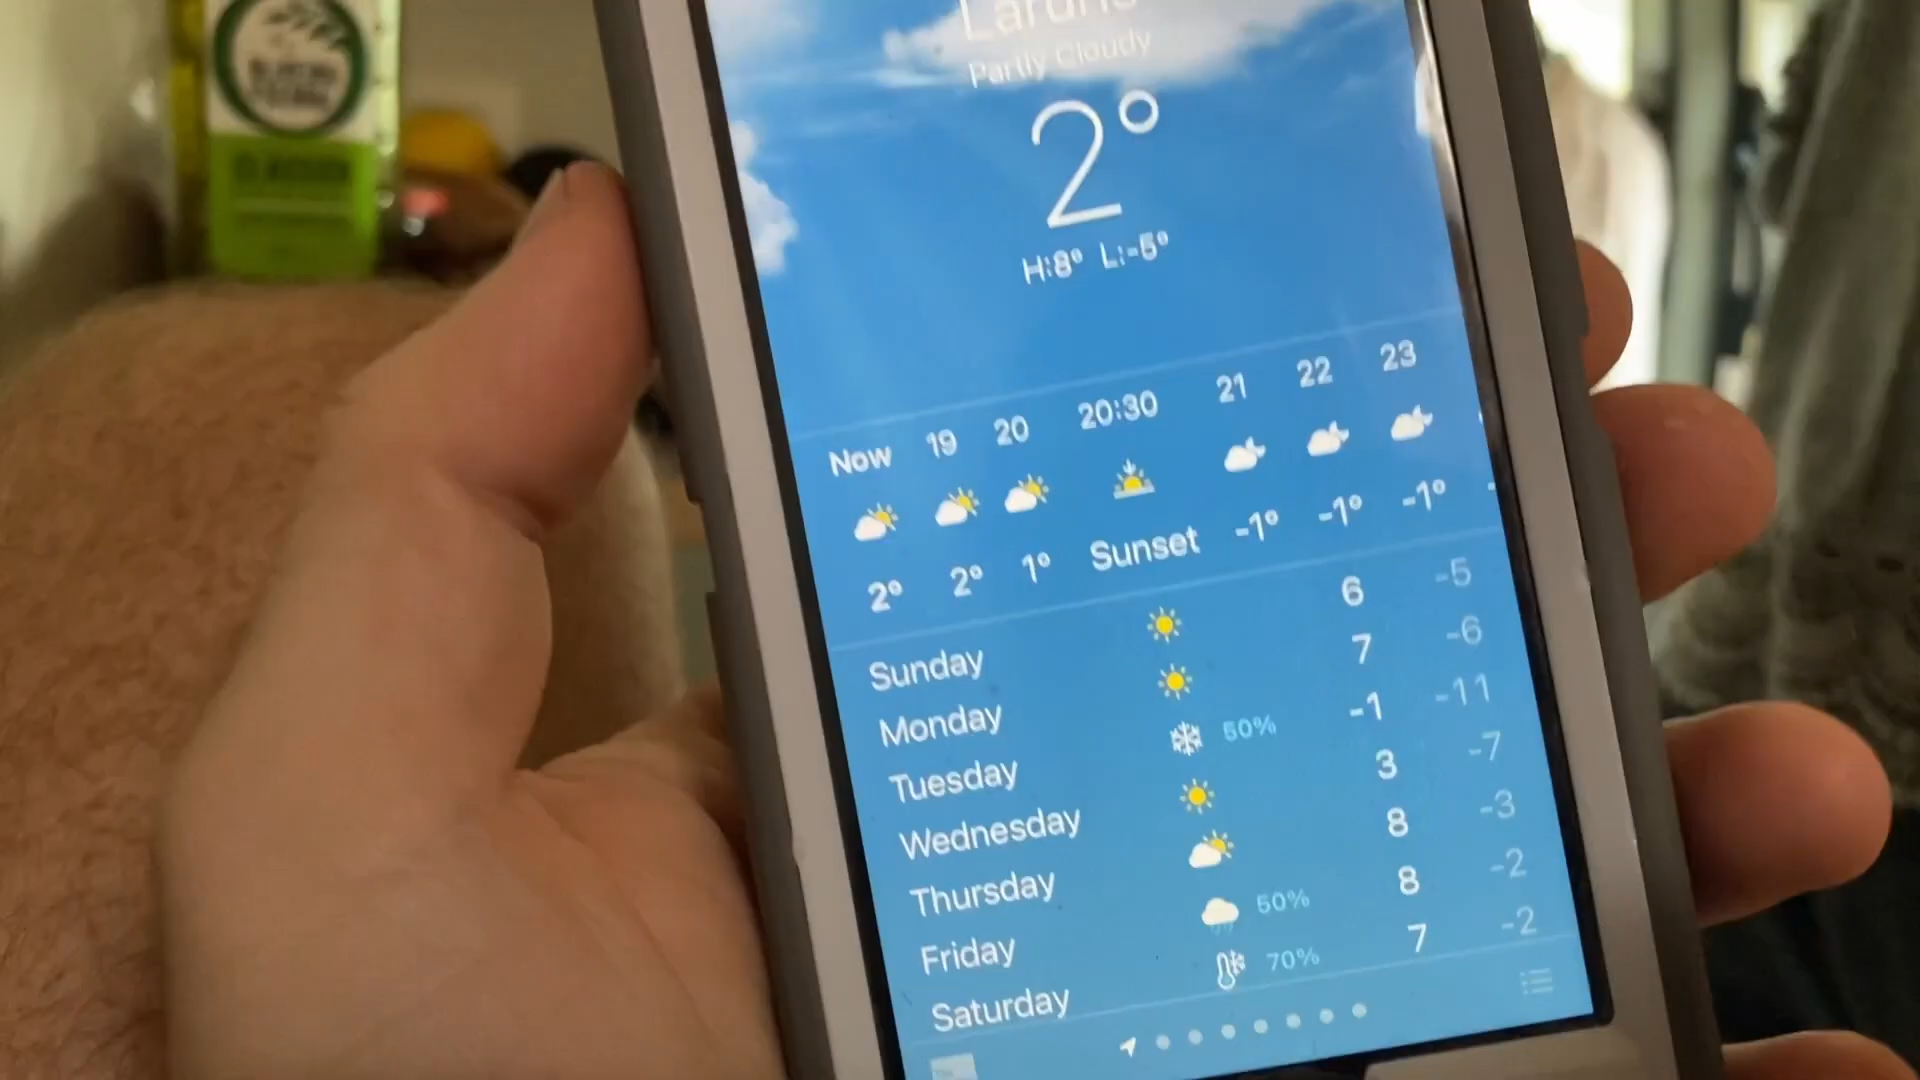 Laruns
Partly Cloudy
2°
H:8° L:-5°
Now 19 20 20:30 21 22 23
2° 2° 1° Sunset -1° -1° -1°
Sunday 6 -5
Monday 7 -6
Tuesday 50% -1 -11
Wednesday 3 -7
Thursday 8 -3
Friday 50% 8 -2
Saturday 70% 7 -2